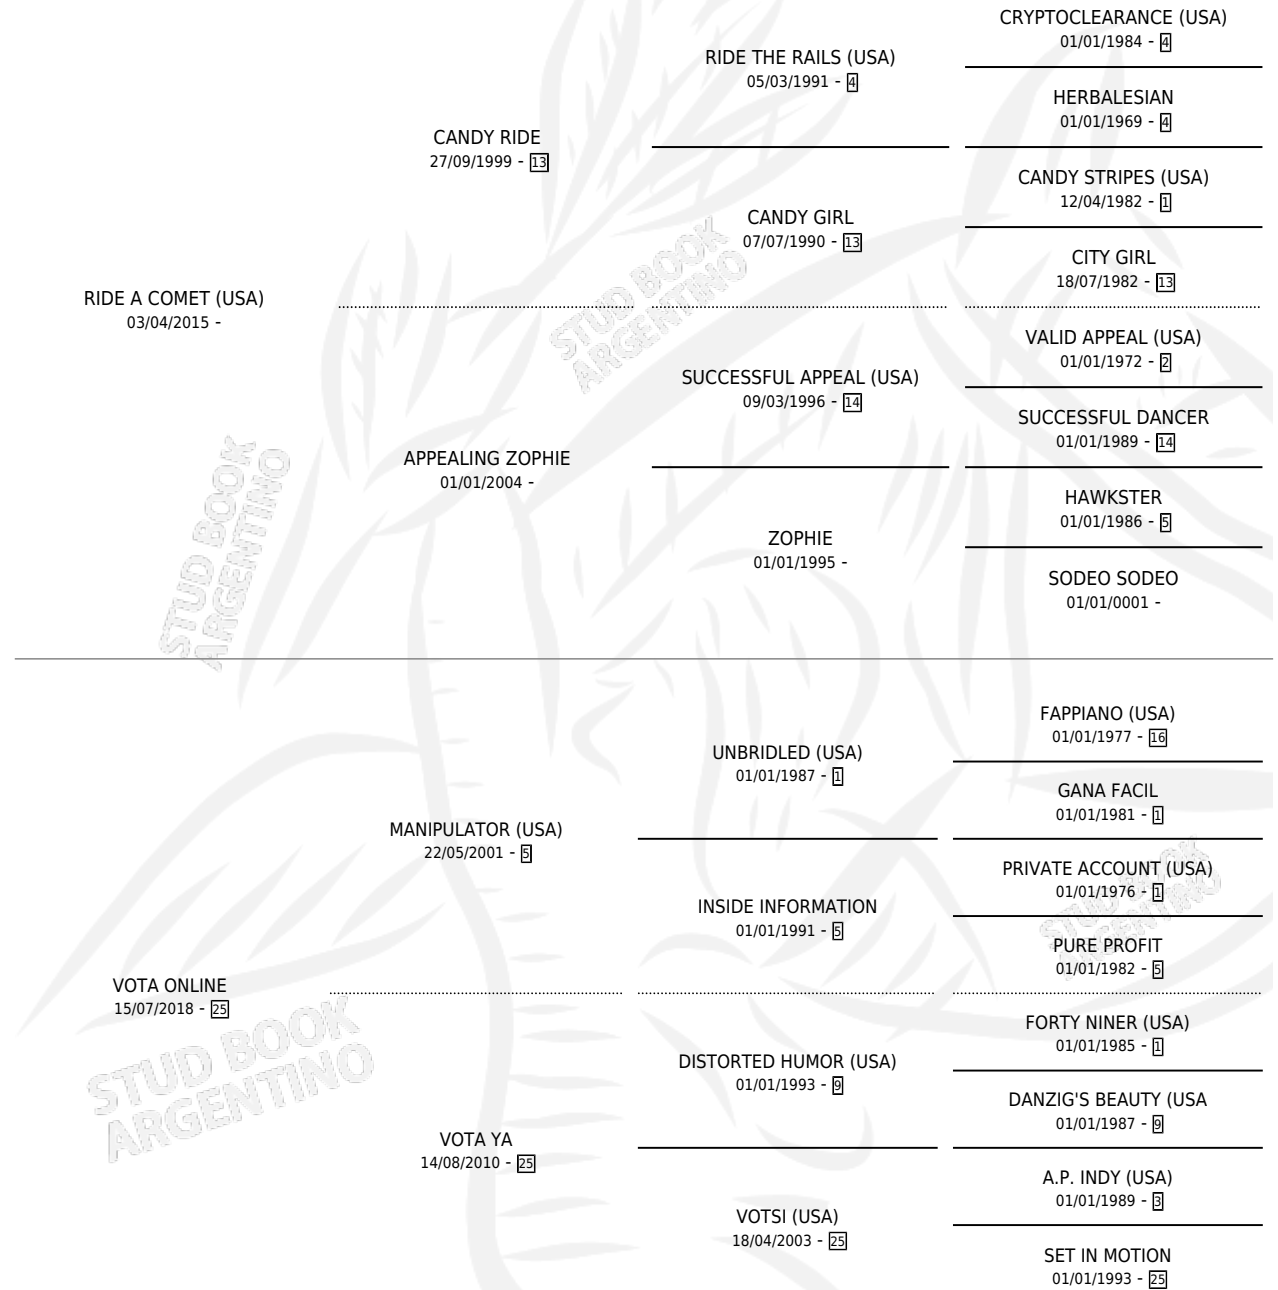 CRYPTOCLEARANCE (USA)
01/01/1984 - 4
RIDE THE RAILS (USA)
05/03/1991 - 4
HERBALESIAN
01/01/1969 - 4
CANDY RIDE
27/09/1999 - 13
CANDY STRIPES (USA)
12/04/1982 - 1
CANDY GIRL
07/07/1990 - 13
CITY GIRL
18/07/1982 - 13
RIDE A COMET (USA)
03/04/2015 -
VALID APPEAL (USA)
01/01/1972 - 2
SUCCESSFUL APPEAL (USA)
09/03/1996 - 14
SUCCESSFUL DANCER
01/01/1989 - 14
APPEALING ZOPHIE
01/01/2004 -
HAWKSTER
01/01/1986 - 5
ZOPHIE
01/01/1995 -
SODEO SODEO
01/01/0001 -
FAPPIANO (USA)
01/01/1977 - 16
UNBRIDLED (USA)
01/01/1987 - 1
GANA FACIL
01/01/1981 - 1
MANIPULATOR (USA)
22/05/2001 - 5
PRIVATE ACCOUNT (USA)
01/01/1976 - 1
INSIDE INFORMATION
01/01/1991 - 5
PURE PROFIT
01/01/1982 - 5
VOTA ONLINE
15/07/2018 - 25
FORTY NINER (USA)
01/01/1985 - 1
DISTORTED HUMOR (USA)
01/01/1993 - 9
DANZIG'S BEAUTY (USA
01/01/1987 - 9
VOTA YA
14/08/2010 - 25
A.P. INDY (USA)
01/01/1989 - 3
VOTSI (USA)
18/04/2003 - 25
SET IN MOTION
01/01/1993 - 25
STUD BOOK
ARGENTINO
STUD BOOK
ARGENTINO
STUD BOOK
ARGENTINO
STUD BOOK
ARGENTINO